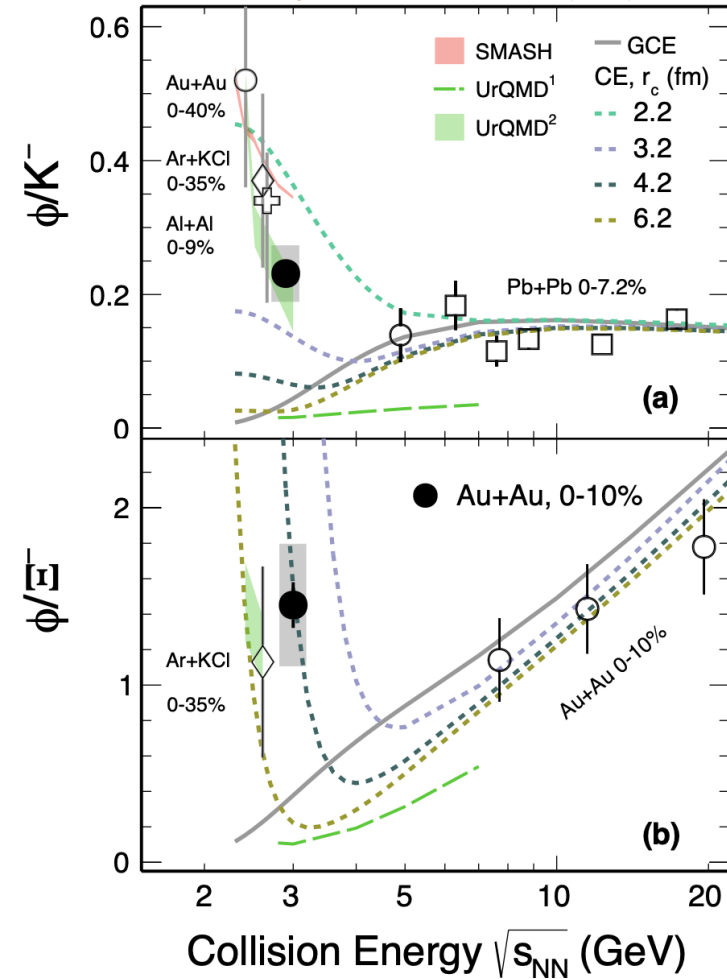 0.6
SMASH
GCE
Au+Au
0-40%
UrQMD¹
CE, r_c (fm)
UrQMD²
2.2
0.4
Ar+KCl
0-35%
3.2
4.2
Al+Al
0-9%
6.2
ϕ/K⁻
0.2
Pb+Pb 0-7.2%
(a)
0
Au+Au, 0-10%
2
ϕ/Ξ⁻
Ar+KCl
0-35%
1
Au+Au 0-10%
(b)
0
2 3 5 10 20
Collision Energy √s_NN (GeV)